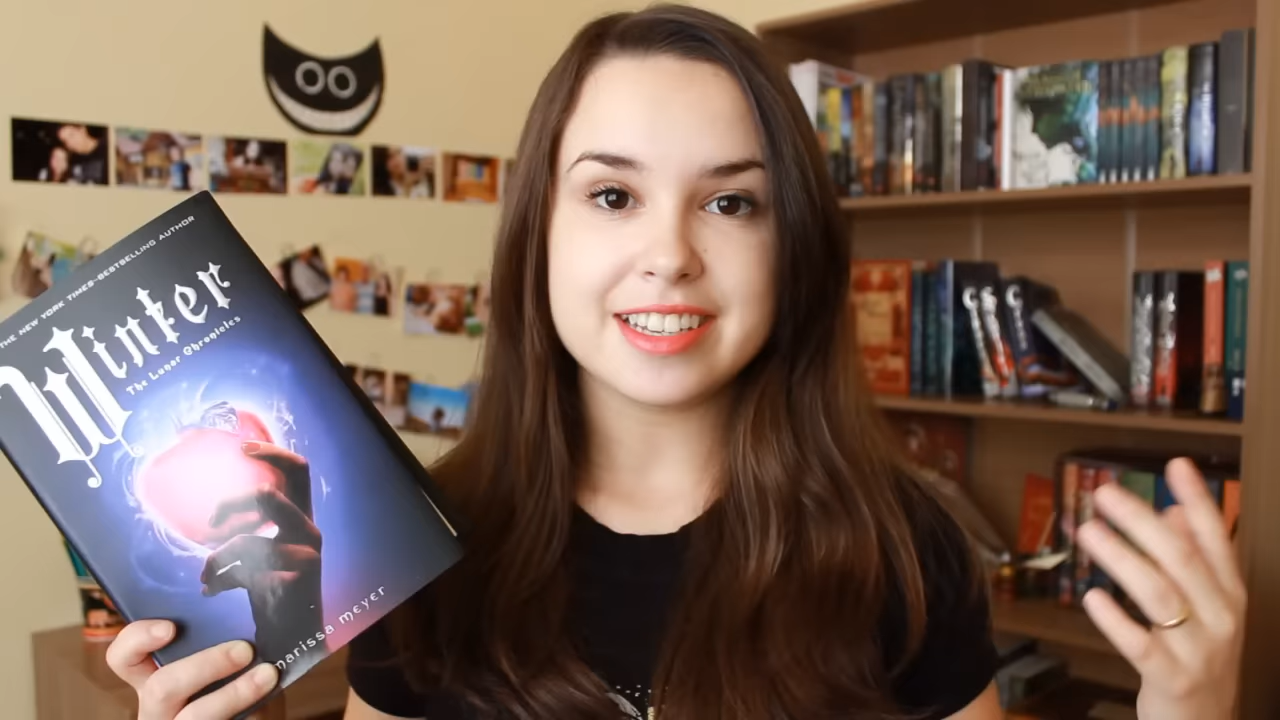 THE NEW YORK TIMES-BESTSELLING AUTHOR
Winter
The Lunar Chronicles
marissa meyer